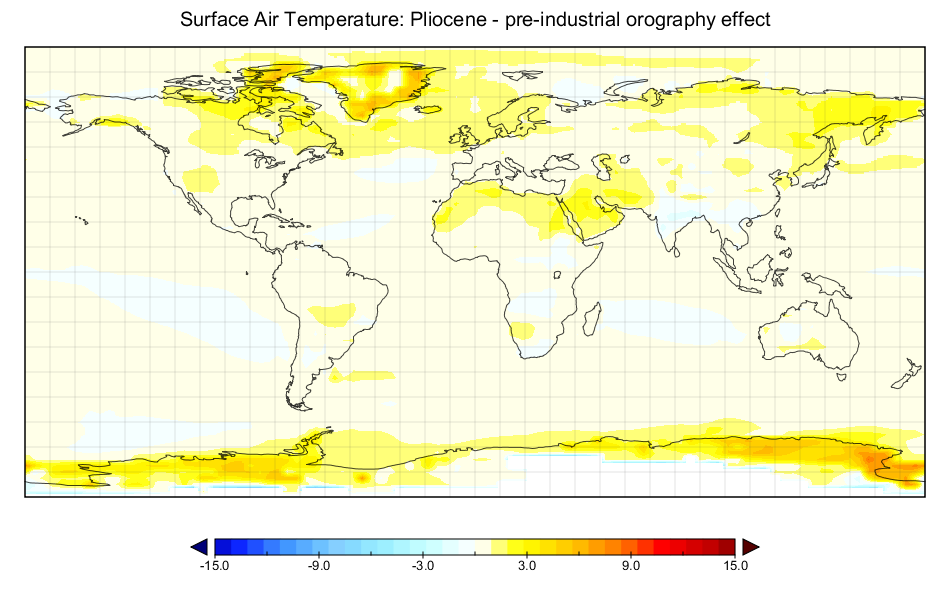 Surface Air Temperature: Pliocene - pre-industrial orography effect
-15.0 -9.0 -3.0 3.0 9.0 15.0